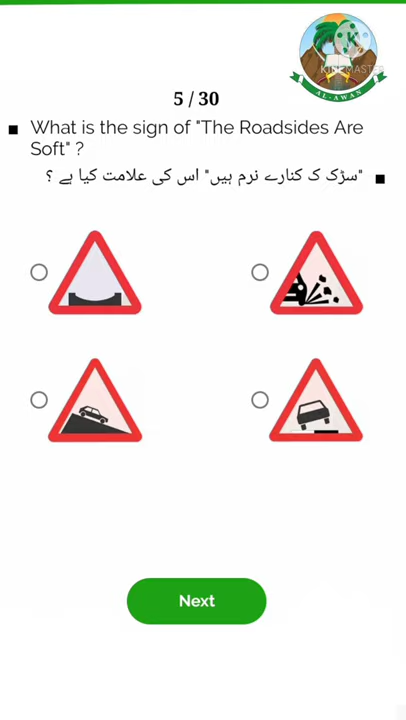 5 / 30
▪ What is the sign of "The Roadsides Are
Soft" ?
▪ "سڑک ک کنارے نرم ہیں" اس کی علامت کیا ہے ؟
Next
KINEMASTER
AL-AWAN